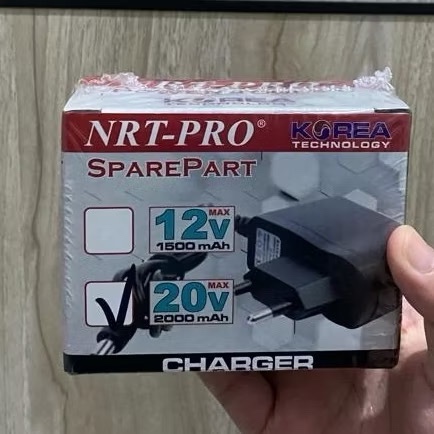 NRT-PRO®
KOREA
TECHNOLOGY
SPAREPART
12V MAX
1500 mAh
20V MAX
2000 mAh
CHARGER